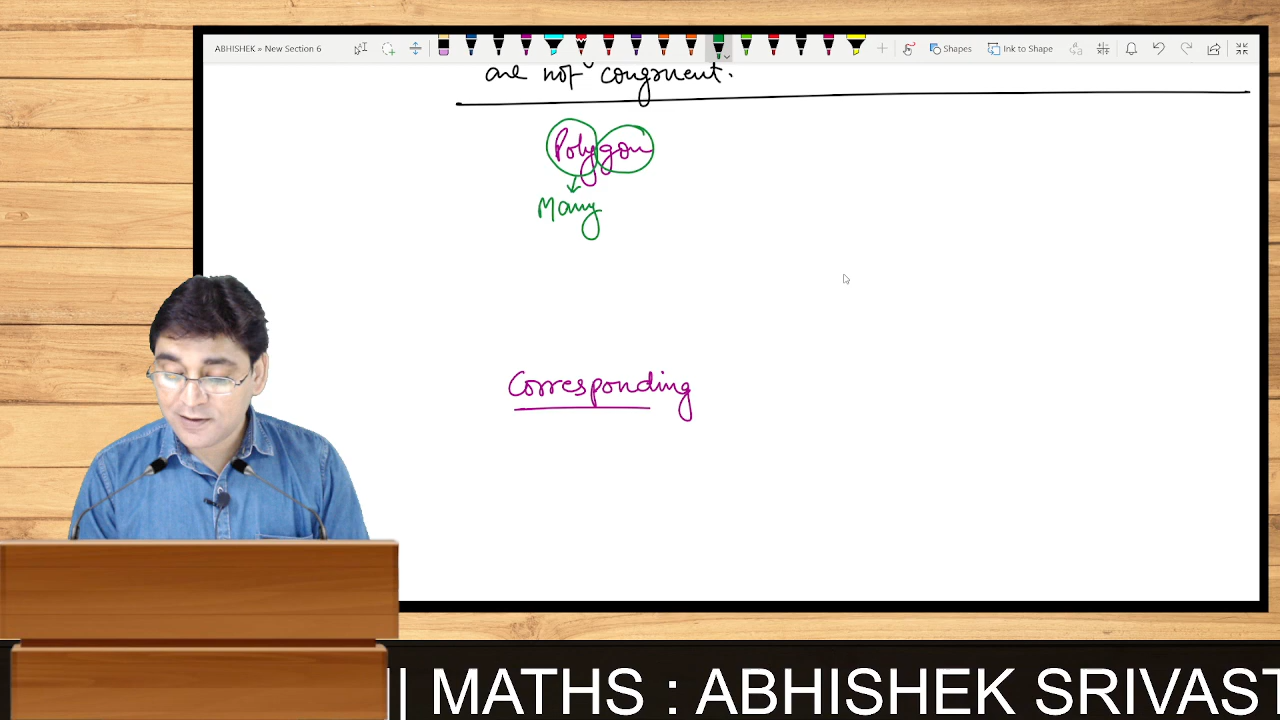 ABHISHEK » New Section 6
Shapes
Ink to Shape
are not congruent.
Polygon
Many
Corresponding
|| MATHS : ABHISHEK SRIVAST